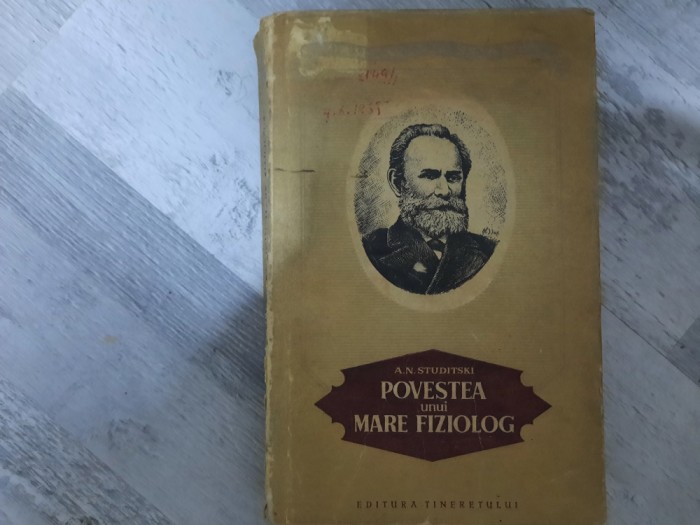 A.N. STUDITSKI
POVESTEA
unui
MARE FIZIOLOG
EDITURA TINERETULUI